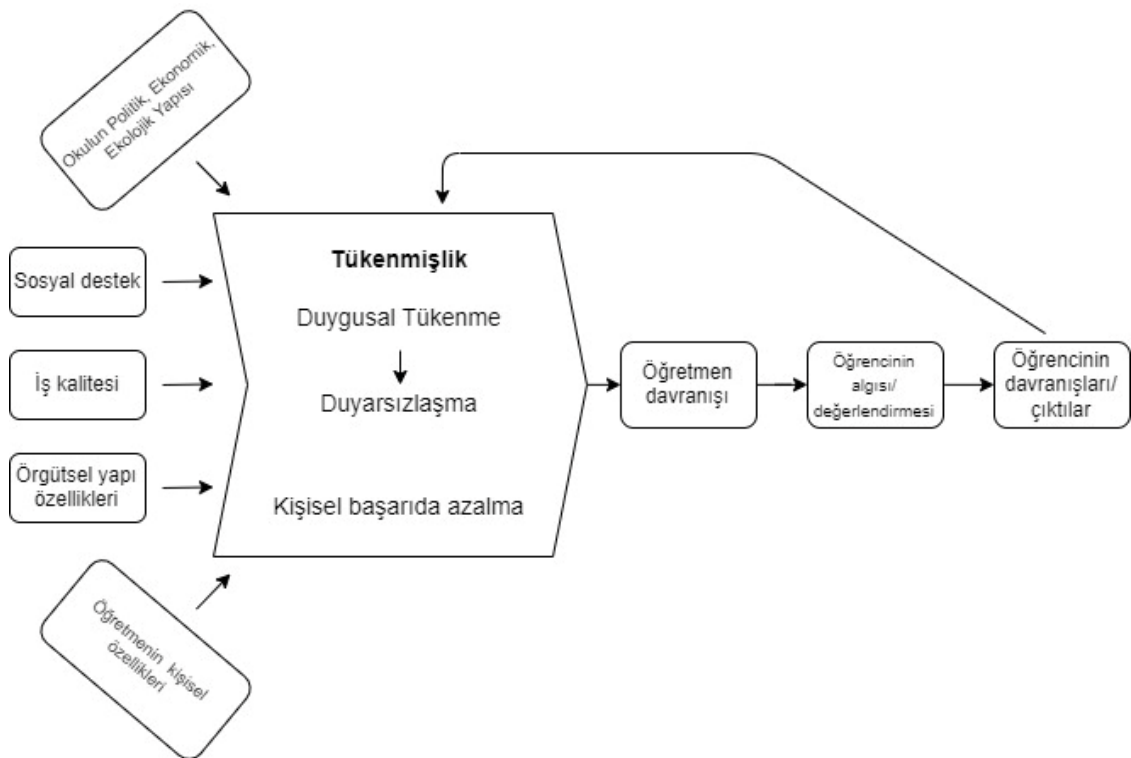 Okulun Politik, Ekonomik,
Ekolojik Yapısı
Sosyal destek
İş kalitesi
Örgütsel yapı
özellikleri
Öğretmenin kişisel
özellikleri
Tükenmişlik
Duygusal Tükenme
Duyarsızlaşma
Kişisel başarıda azalma
Öğretmen
davranışı
Öğrencinin
algısı/
değerlendirmesi
Öğrencinin
davranışları/
çıktılar